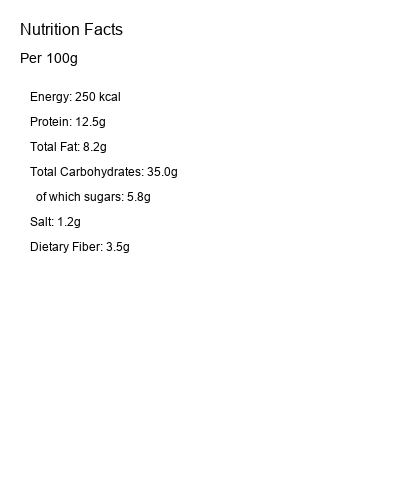 Nutrition Facts
Per 100g
Energy: 250 kcal
Protein: 12.5g
Total Fat: 8.2g
Total Carbohydrates: 35.0g
of which sugars: 5.8g
Salt: 1.2g
Dietary Fiber: 3.5g